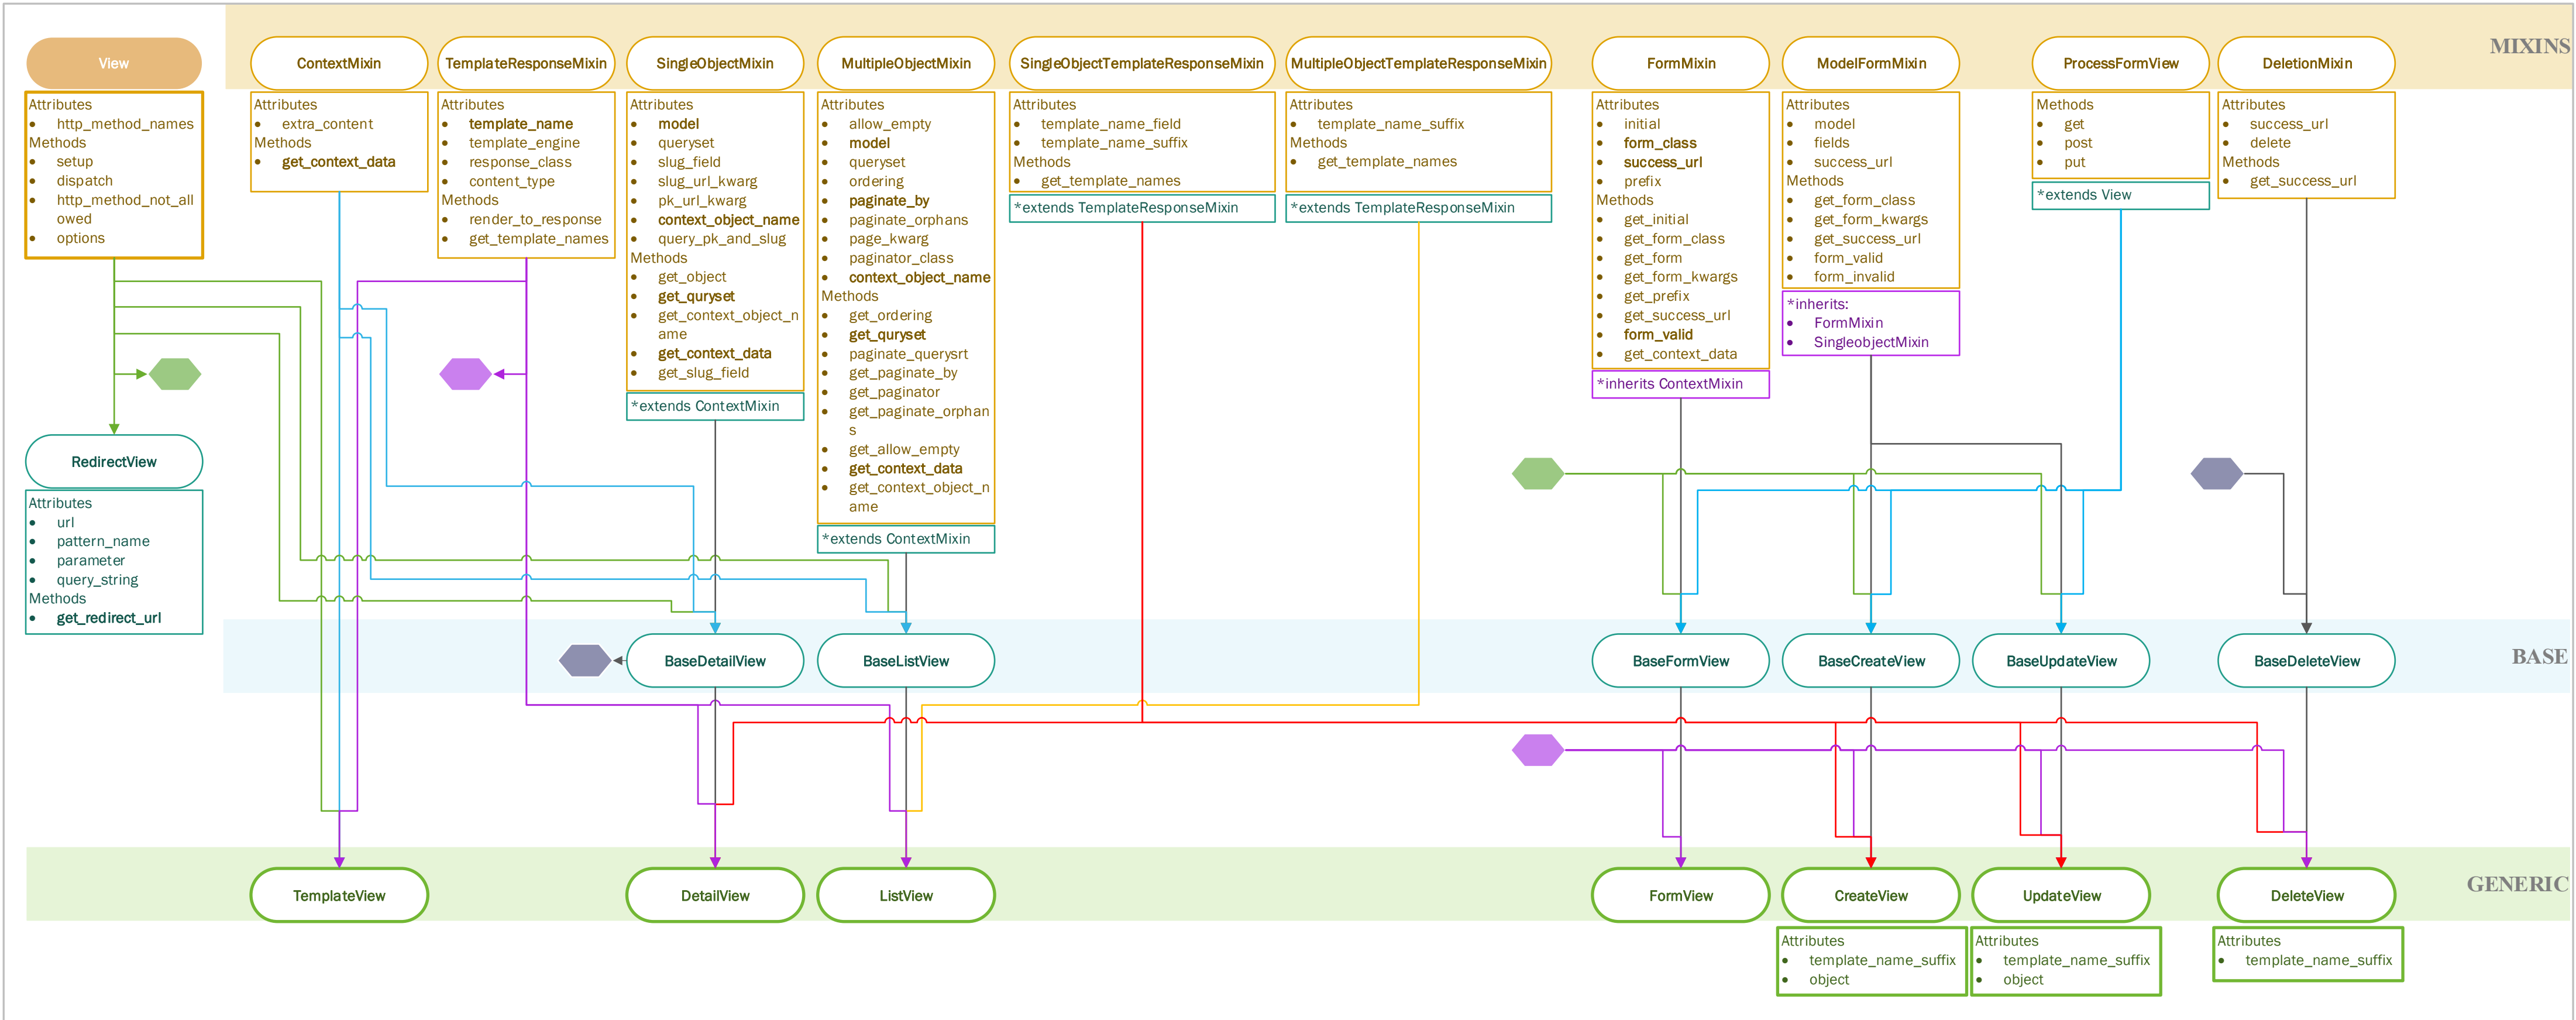 MIXINS
View
Attributes
http_method_names
Methods
setup
dispatch
http_method_not_all
owed
options
RedirectView
Attributes
url
pattern_name
parameter
query_string
Methods
get_redirect_url
ContextMixin
Attributes
extra_content
Methods
get_context_data
TemplateResponseMixin
Attributes
template_name
template_engine
response_class
content_type
Methods
render_to_response
get_template_names
SingleObjectMixin
Attributes
model
queryset
slug_field
slug_url_kwarg
pk_url_kwarg
context_object_name
query_pk_and_slug
Methods
get_object
get_quryset
get_context_object_n
ame
get_context_data
get_slug_field
*extends ContextMixin
MultipleObjectMixin
Attributes
allow_empty
model
queryset
ordering
paginate_by
paginate_orphans
page_kwarg
paginator_class
context_object_name
Methods
get_ordering
get_quryset
paginate_querysrt
get_paginate_by
get_paginator
get_paginate_orphan
s
get_allow_empty
get_context_data
get_context_object_n
ame
*extends ContextMixin
SingleObjectTemplateResponseMixin
Attributes
template_name_field
template_name_suffix
Methods
get_template_names
*extends TemplateResponseMixin
MultipleObjectTemplateResponseMixin
Attributes
template_name_suffix
Methods
get_template_names
*extends TemplateResponseMixin
FormMixin
Attributes
initial
form_class
success_url
prefix
Methods
get_initial
get_form_class
get_form
get_form_kwargs
get_prefix
get_success_url
form_valid
get_context_data
*inherits ContextMixin
ModelFormMixin
Attributes
model
fields
success_url
Methods
get_form_class
get_form_kwargs
get_success_url
form_valid
form_invalid
*inherits:
FormMixin
SingleobjectMixin
ProcessFormView
Methods
get
post
put
*extends View
DeletionMixin
Attributes
success_url
delete
Methods
get_success_url
BASE
BaseDetailView
BaseListView
BaseFormView
BaseCreateView
BaseUpdateView
BaseDeleteView
GENERIC
TemplateView
DetailView
ListView
FormView
CreateView
Attributes
template_name_suffix
object
UpdateView
Attributes
template_name_suffix
object
DeleteView
Attributes
template_name_suffix